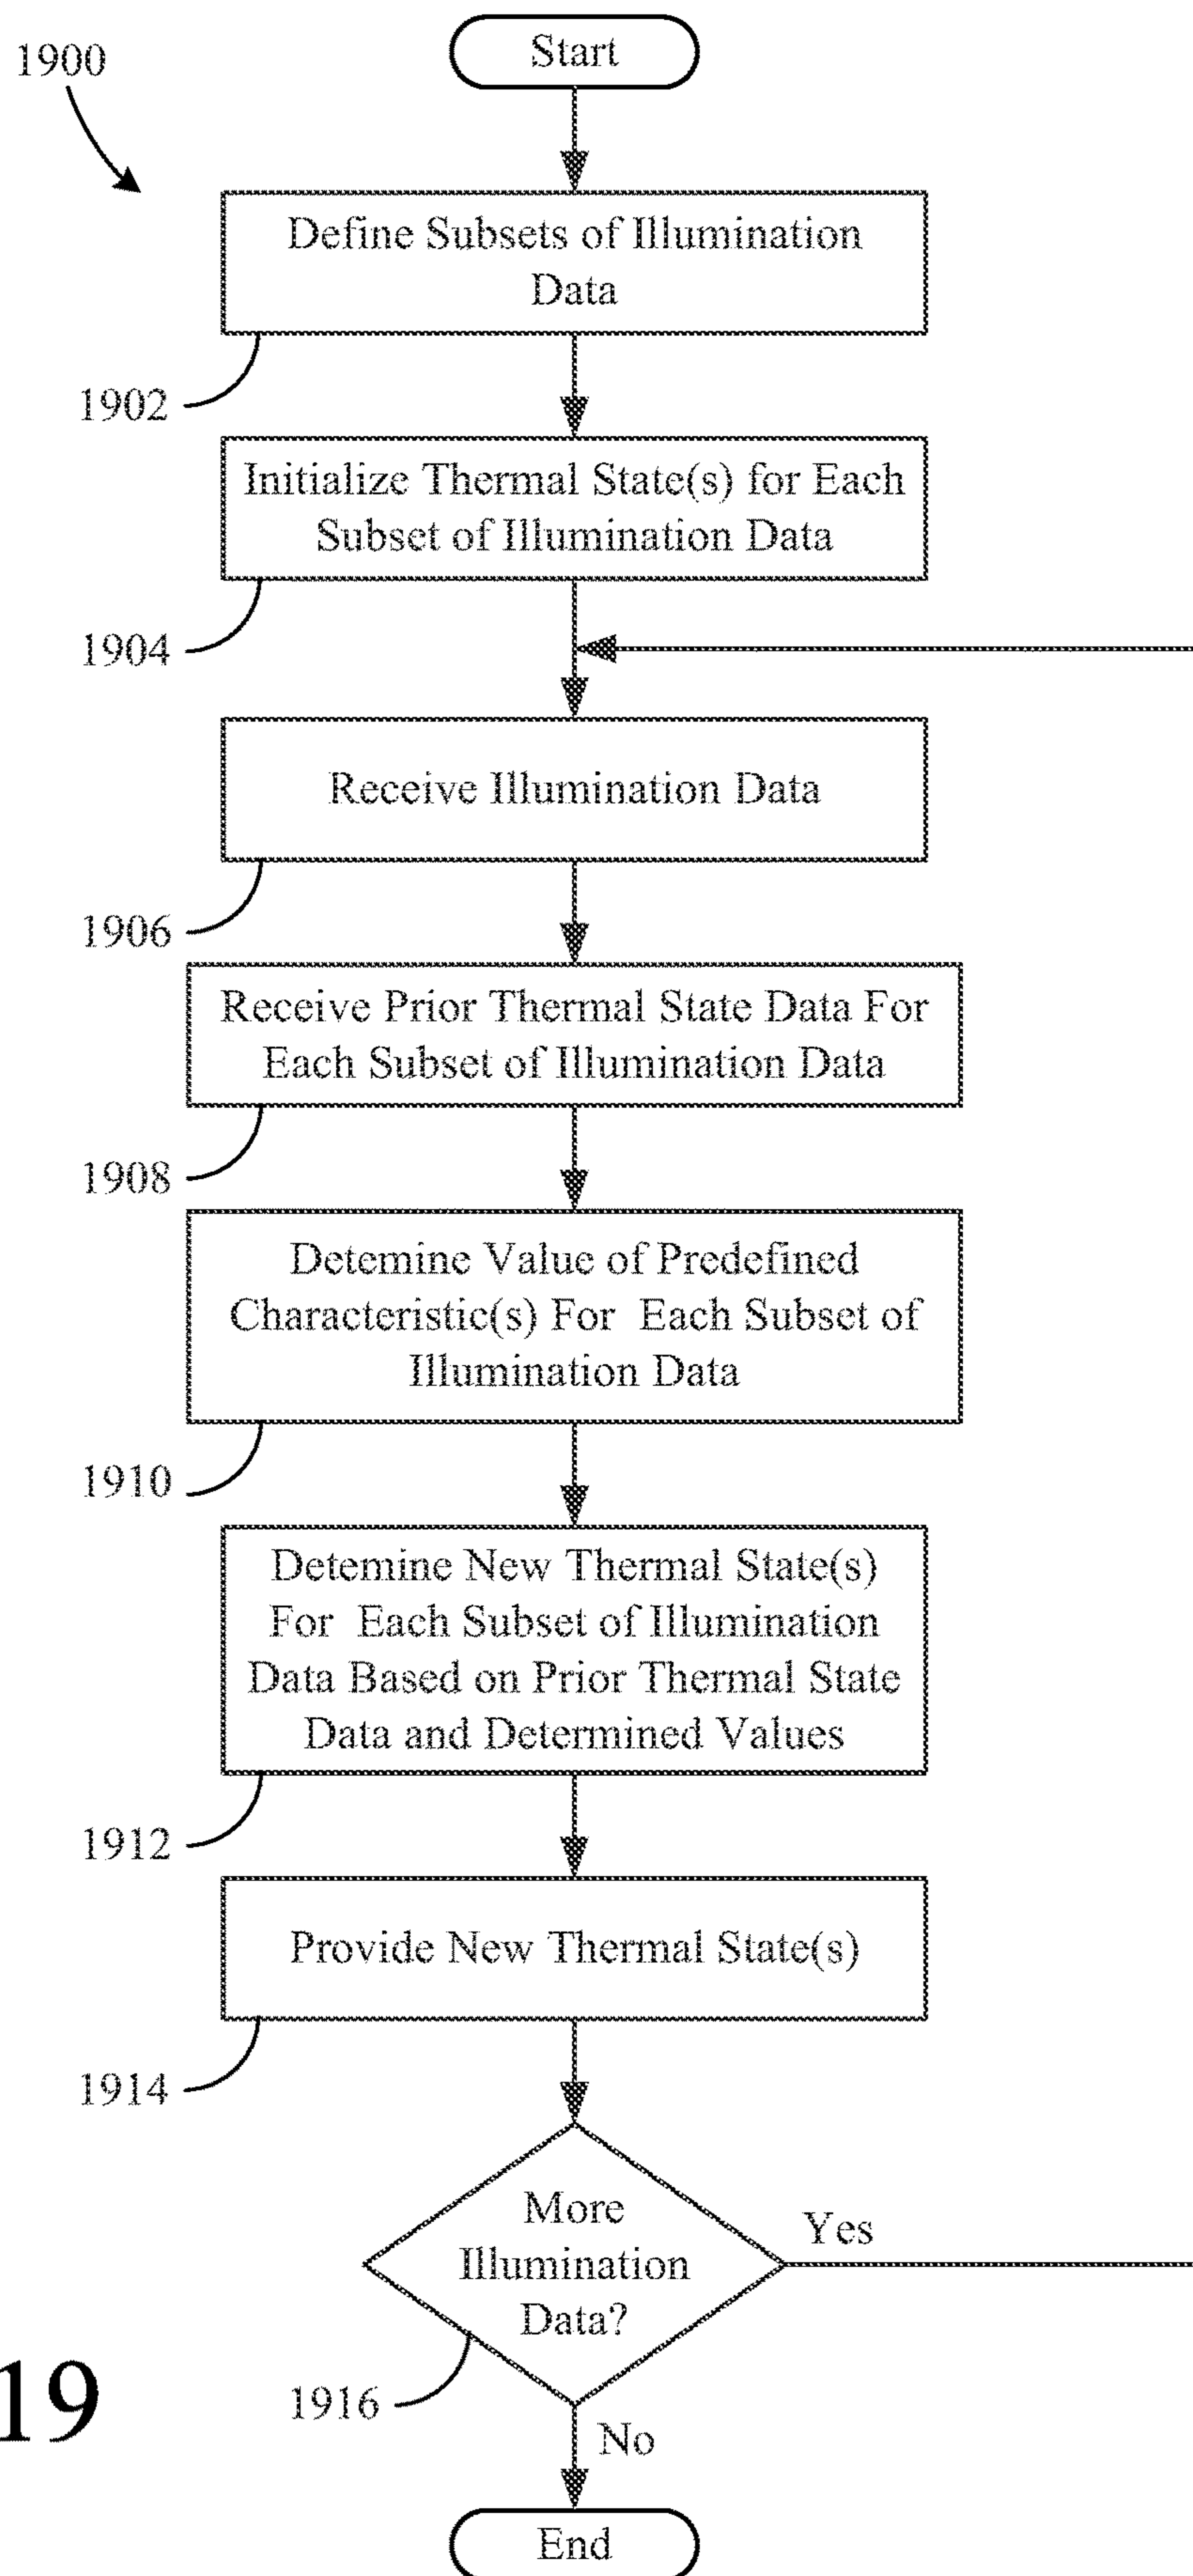 1900
Start
Define Subsets of Illumination
Data
1902
Initialize Thermal State(s) for Each
Subset of Illumination Data
1904
Receive Illumination Data
1906
Receive Prior Thermal State Data For
Each Subset of Illumination Data
1908
Detemine Value of Predefined
Characteristic(s) For Each Subset of
Illumination Data
1910
Detemine New Thermal State(s)
For Each Subset of Illumination
Data Based on Prior Thermal State
Data and Determined Values
1912
Provide New Thermal State(s)
1914
More
Illumination
Data?
Yes
1916
No
19
End